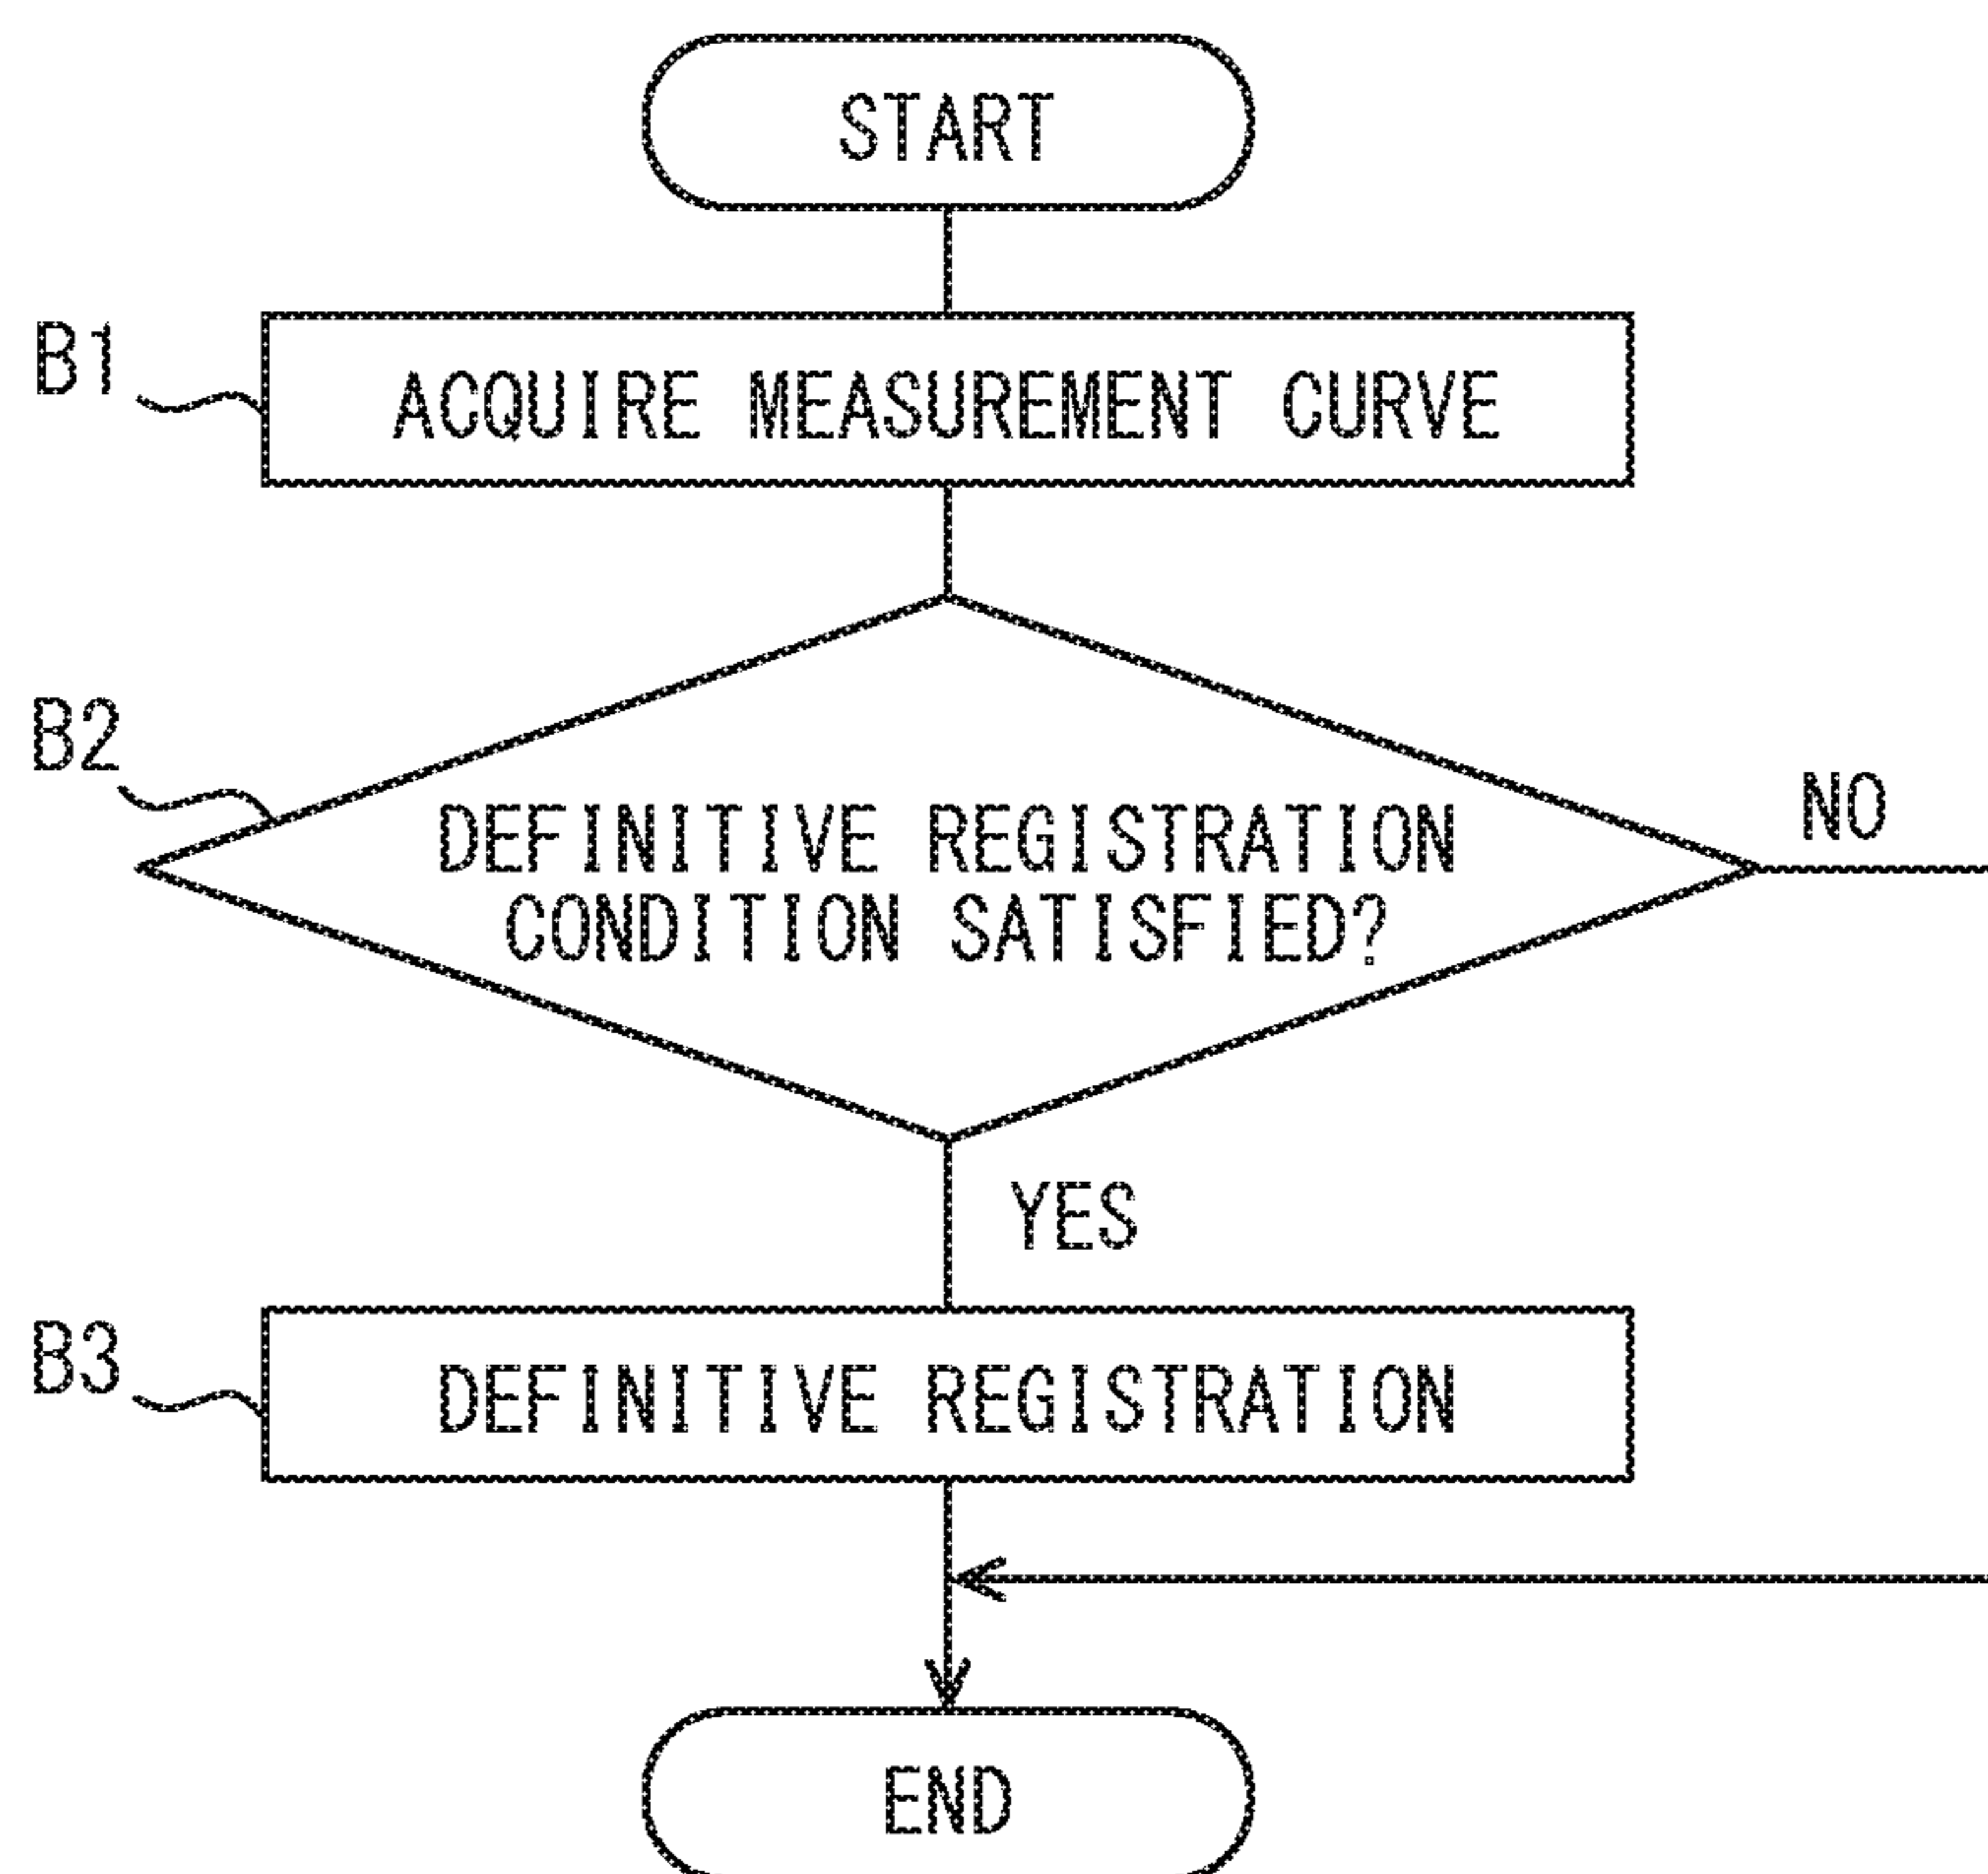 START
B1
ACQUIRE MEASUREMENT CURVE
B2
DEFINITIVE REGISTRATION
CONDITION SATISFIED?
NO
YES
B3
DEFINITIVE REGISTRATION
END